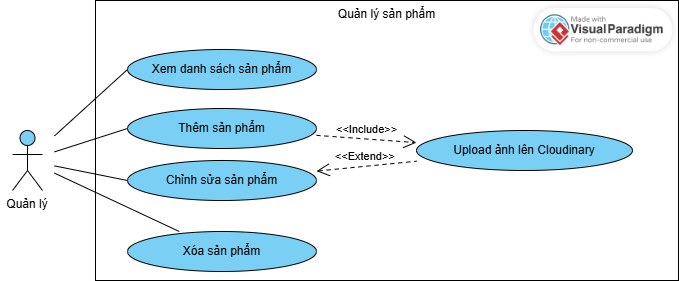 Quản lý sản phẩm
Made with
Visual Paradigm
For non-commercial use
Xem danh sách sản phẩm
Thêm sản phẩm
<<Include>>
Upload ảnh lên Cloudinary
<<Extend>>
Chỉnh sửa sản phẩm
Quản lý
Xóa sản phẩm